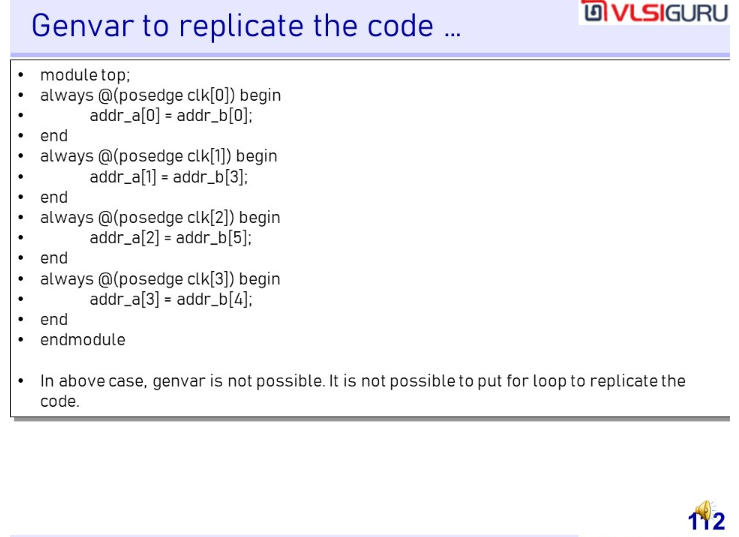 Genvar to replicate the code ...
VLSIGURU
• module top;
• always @(posedge clk[0]) begin
• addr_a[0] = addr_b[0];
• end
• always @(posedge clk[1]) begin
• addr_a[1] = addr_b[3];
• end
• always @(posedge clk[2]) begin
• addr_a[2] = addr_b[5];
• end
• always @(posedge clk[3]) begin
• addr_a[3] = addr_b[4];
• end
• endmodule
• In above case, genvar is not possible. It is not possible to put for loop to replicate the
code.
112